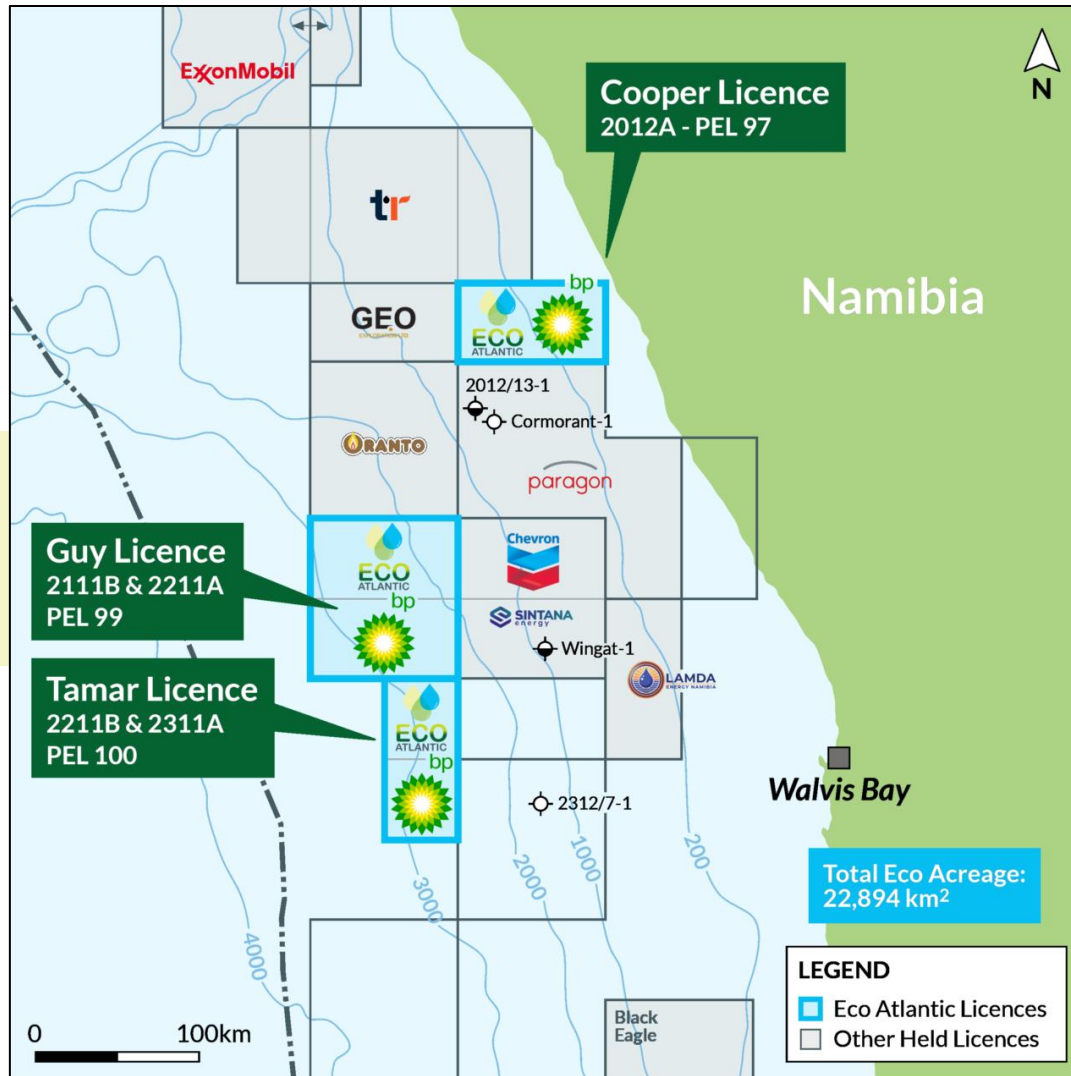 ExxonMobil
N
Cooper Licence
2012A - PEL 97
tr
Namibia
bp
GEO
ECO
ATLANTIC
2012/13-1
Cormorant-1
ORANTO
paragon
Guy Licence
2111B & 2211A
PEL 99
ECO
ATLANTIC
bp
Chevron
SINTANA
energy
Wingat-1
LAMDA
ENERGY NAMIBIA
Tamar Licence
2211B & 2311A
PEL 100
ECO
ATLANTIC
bp
Walvis Bay
2312/7-1
4000
3000
2000
1000
200
Total Eco Acreage:
22,894 km²
LEGEND
Eco Atlantic Licences
Other Held Licences
Black
Eagle
0
100km